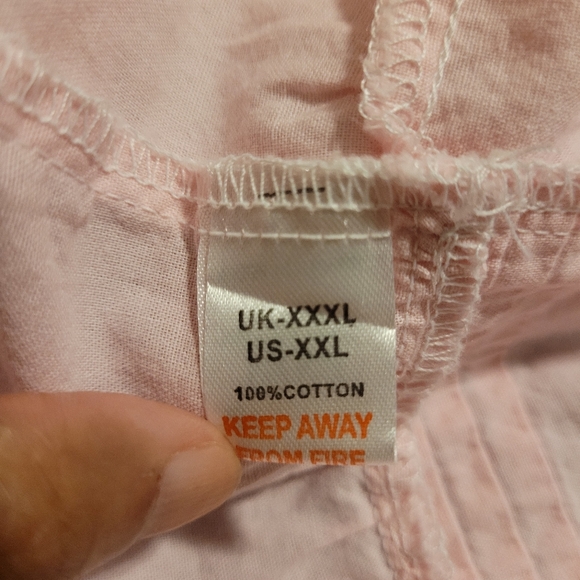 UK-XXXL
US-XXL
100%COTTON
KEEP AWAY
FROM FIRE